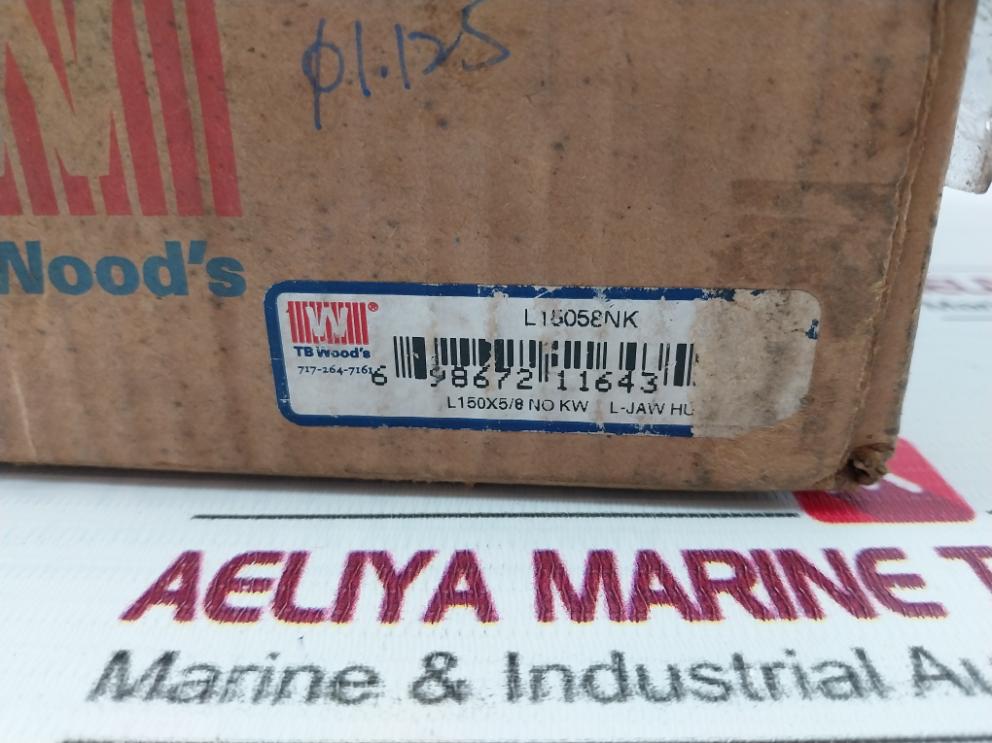 ø1.125
Wood's
L15058NK
®
TB Wood's
717-264-7161
6 98672 11643
L150X5/8 NO KW L-JAW HU
AELIYA MARINE T
Marine & Industrial Au